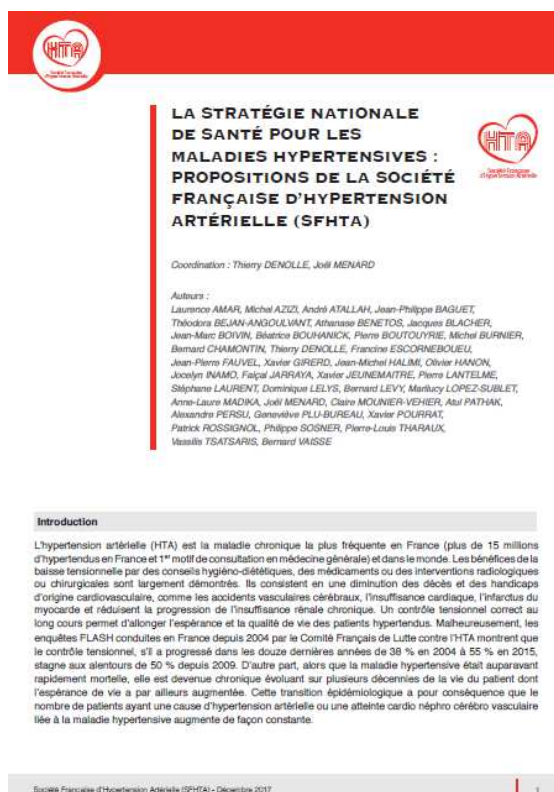 HTA
Société Française
d'Hypertension Artérielle
LA STRATÉGIE NATIONALE
DE SANTÉ POUR LES
MALADIES HYPERTENSIVES :
PROPOSITIONS DE LA SOCIÉTÉ
FRANÇAISE D'HYPERTENSION
ARTÉRIELLE (SFHTA)
HTA
Société Française
d'Hypertension Artérielle
Coordination : Thierry DENOLLE, Joël MENARD
Auteurs :
Laurence AMAR, Michel AZIZI, André ATALLAH, Jean-Philippe BAGUET,
Théodora BEJAN-ANGOULVANT, Athanase BENETOS, Jacques BLACHER,
Jean-Marc BOIVIN, Béatrice BOUHANICK, Pierre BOUTOUYRIE, Michel BURNIER,
Bernard CHAMONTIN, Thierry DENOLLE, Francine ESCORNEBOUEU,
Jean-Pierre FAUVEL, Xavier GIRERD, Jean-Michel HALIMI, Olivier HANON,
Jocelyn INAMO, Faiçal JARRAYA, Xavier JEUNEMAITRE, Pierre LANTELME,
Stéphane LAURENT, Dominique LELYS, Bernard LEVY, Marilucy LOPEZ-SUBLET,
Anne-Laure MADIKA, Joël MENARD, Claire MOUNIER-VEHIER, Atul PATHAK,
Alexandre PERSU, Geneviève PLU-BUREAU, Xavier POURRAT,
Patrick ROSSIGNOL, Philippe SOSNER, Pierre-Louis THARAUX,
Vassilis TSATSARIS, Bernard VAISSE
Introduction
L'hypertension artérielle (HTA) est la maladie chronique la plus fréquente en France (plus de 15 millions
d'hypertendus en France et 1er motif de consultation en médecine générale) et dans le monde. Les bénéfices de la
baisse tensionnelle par des conseils hygiéno-diététiques, des médicaments ou des interventions radiologiques
ou chirurgicales sont largement démontrés. Ils consistent en une diminution des décès et des handicaps
d'origine cardiovasculaire, comme les accidents vasculaires cérébraux, l'insuffisance cardiaque, l'infarctus du
myocarde et réduisent la progression de l'insuffisance rénale chronique. Un contrôle tensionnel correct au
long cours permet d'allonger l'espérance et la qualité de vie des patients hypertendus. Malheureusement, les
enquêtes FLASH conduites en France depuis 2004 par le Comité Français de Lutte contre l'HTA montrent que
le contrôle tensionnel, s'il a progressé dans les douze dernières années de 38 % en 2004 à 55 % en 2015,
stagne aux alentours de 50 % depuis 2009. D'autre part, alors que la maladie hypertensive était auparavant
rapidement mortelle, elle est devenue chronique évoluant sur plusieurs décennies de la vie du patient dont
l'espérance de vie a par ailleurs augmentée. Cette transition épidémiologique a pour conséquence que le
nombre de patients ayant une cause d'hypertension artérielle ou une atteinte cardio néphro cérébro vasculaire
liée à la maladie hypertensive augmente de façon constante.
Société Française d'Hypertension Artérielle (SFHTA) – Décembre 2017
1